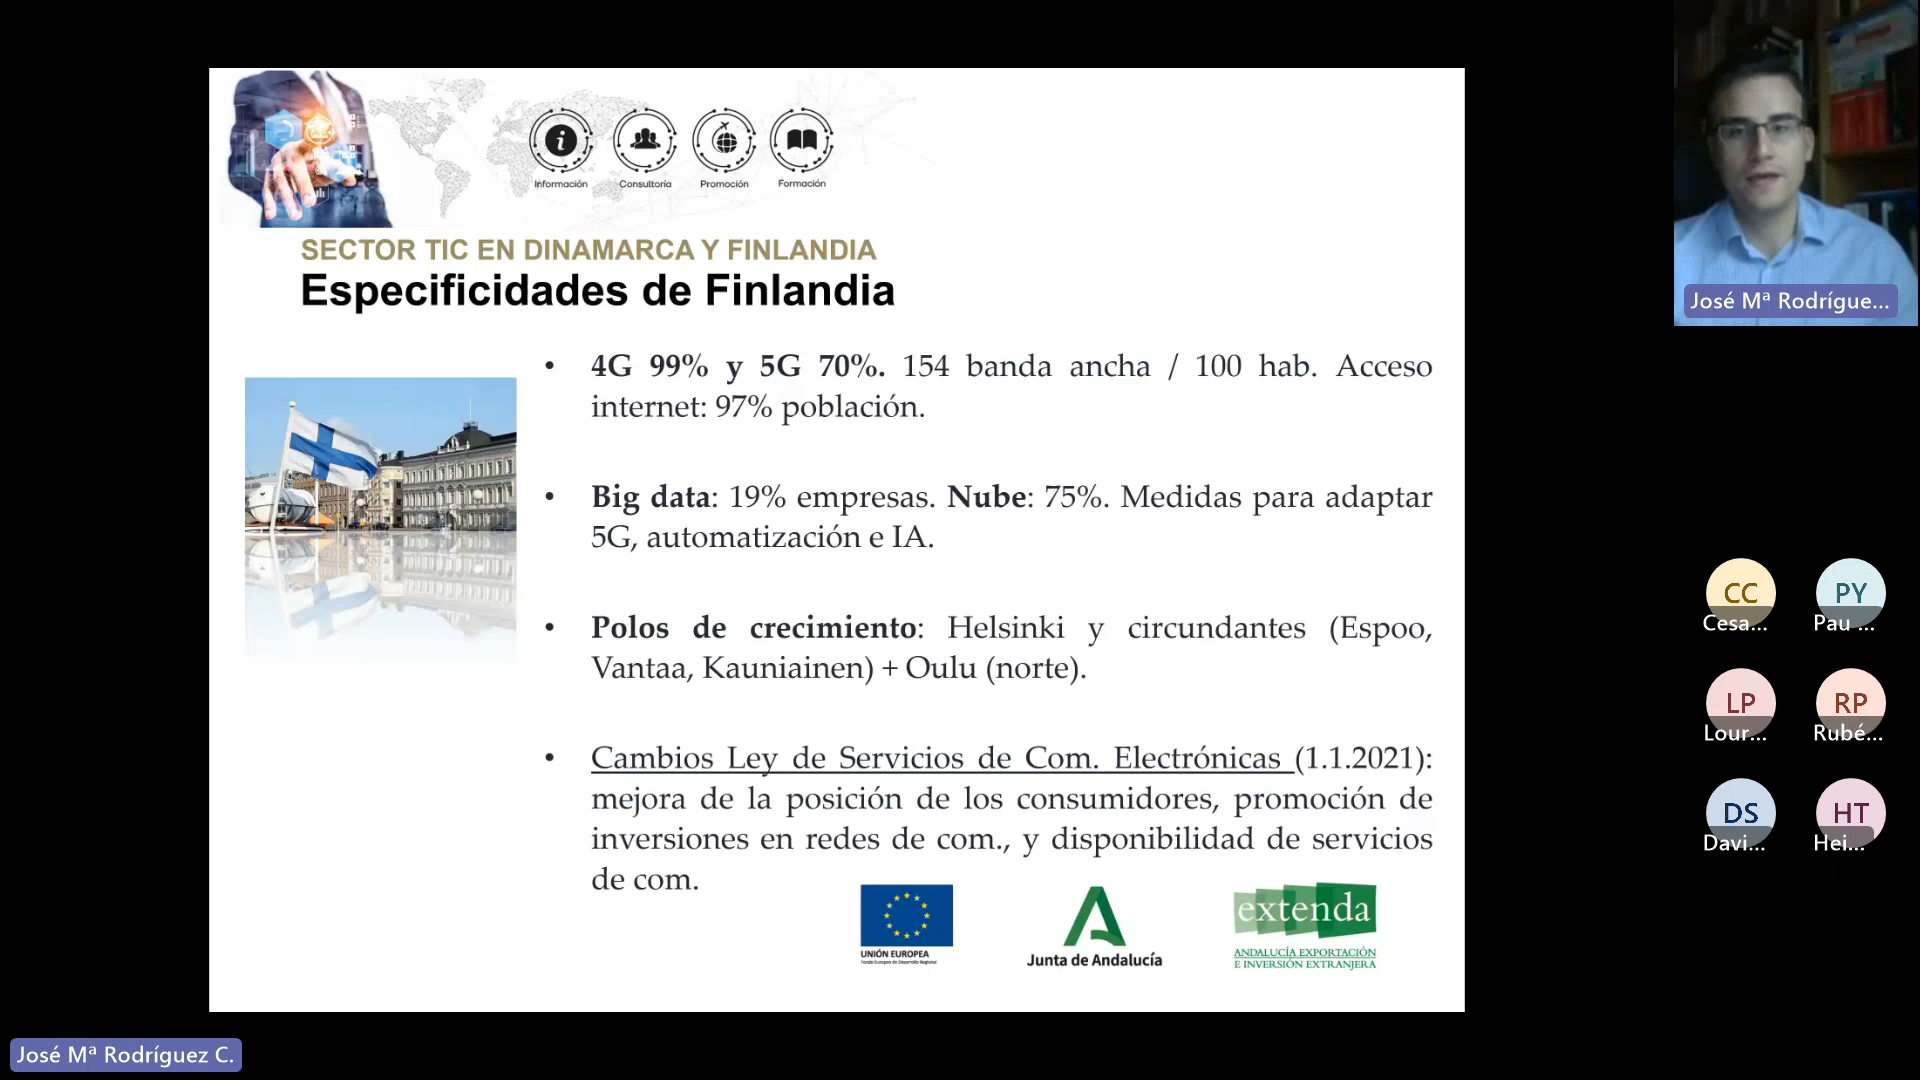 Información
Consultoría
Promoción
Formación
SECTOR TIC EN DINAMARCA Y FINLANDIA
Especificidades de Finlandia
• 4G 99% y 5G 70%. 154 banda ancha / 100 hab. Acceso
internet: 97% población.
• Big data: 19% empresas. Nube: 75%. Medidas para adaptar
5G, automatización e IA.
• Polos de crecimiento: Helsinki y circundantes (Espoo,
Vantaa, Kauniainen) + Oulu (norte).
• Cambios Ley de Servicios de Com. Electrónicas (1.1.2021):
mejora de la posición de los consumidores, promoción de
inversiones en redes de com., y disponibilidad de servicios
de com.
UNIÓN EUROPEA
Fondo Europeo de Desarrollo Regional
Junta de Andalucía
extenda
ANDALUCÍA EXPORTACIÓN
E INVERSIÓN EXTRANJERA
José Mª Rodrígue...
CC
Cesa...
PY
Pau ...
LP
Lour...
RP
Rubé...
DS
Davi...
HT
Hei...
José Mª Rodríguez C.